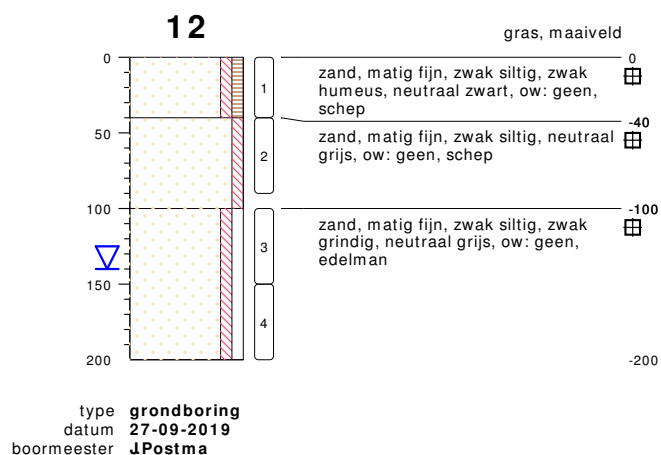 12
gras, maaiveld
0
0
zand, matig fijn, zwak siltig, zwak
humeus, neutraal zwart, ow: geen,
schep
1
-40
50
zand, matig fijn, zwak siltig, neutraal
grijs, ow: geen, schep
2
100
-100
zand, matig fijn, zwak siltig, zwak
grindig, neutraal grijs, ow: geen,
edelman
3
150
4
200
-200
type grondboring
datum 27-09-2019
boormeester J.Postma